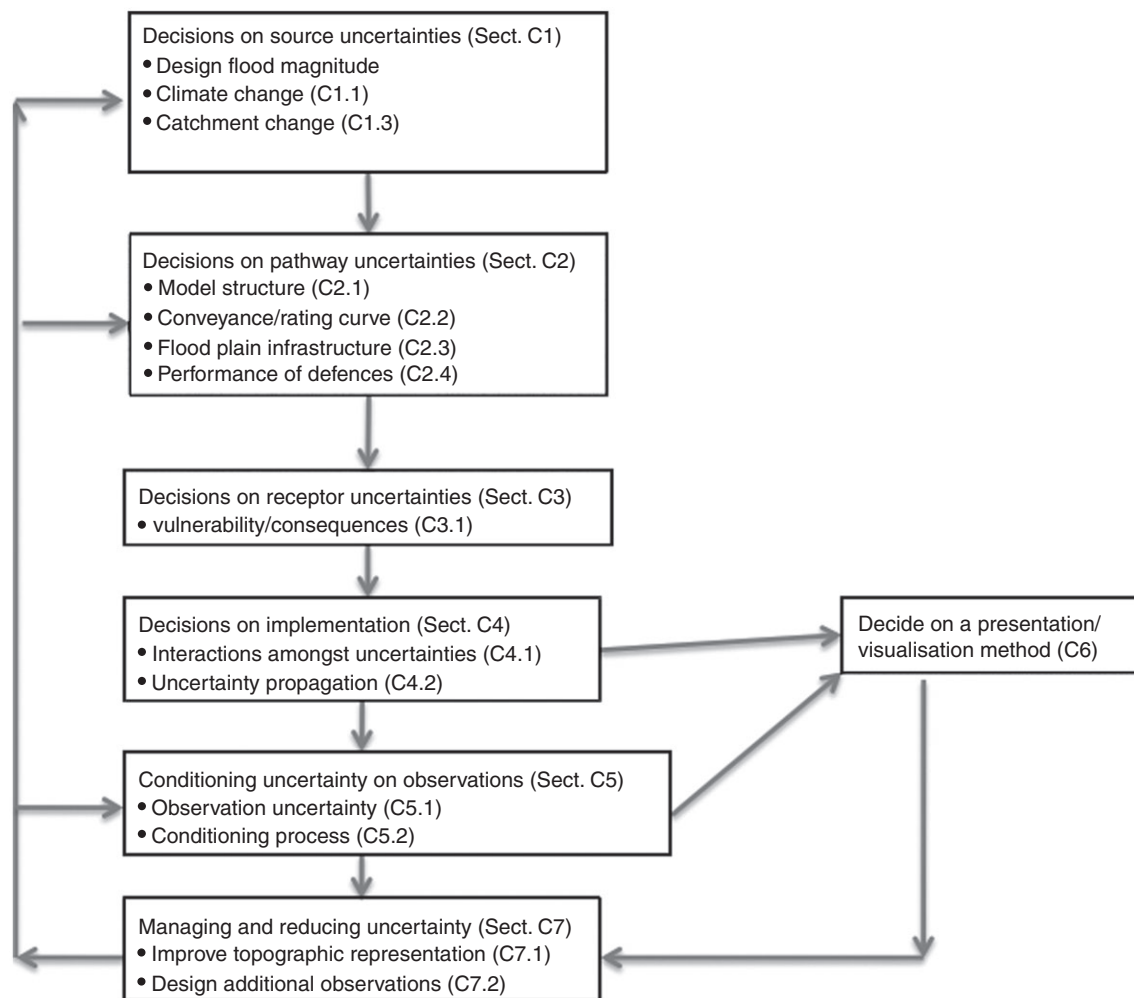 Decisions on source uncertainties (Sect. C1)
• Design flood magnitude
• Climate change (C1.1)
• Catchment change (C1.3)
Decisions on pathway uncertainties (Sect. C2)
• Model structure (C2.1)
• Conveyance/rating curve (C2.2)
• Flood plain infrastructure (C2.3)
• Performance of defences (C2.4)
Decisions on receptor uncertainties (Sect. C3)
• vulnerability/consequences (C3.1)
Decisions on implementation (Sect. C4)
• Interactions amongst uncertainties (C4.1)
• Uncertainty propagation (C4.2)
Decide on a presentation/
visualisation method (C6)
Conditioning uncertainty on observations (Sect. C5)
• Observation uncertainty (C5.1)
• Conditioning process (C5.2)
Managing and reducing uncertainty (Sect. C7)
• Improve topographic representation (C7.1)
• Design additional observations (C7.2)